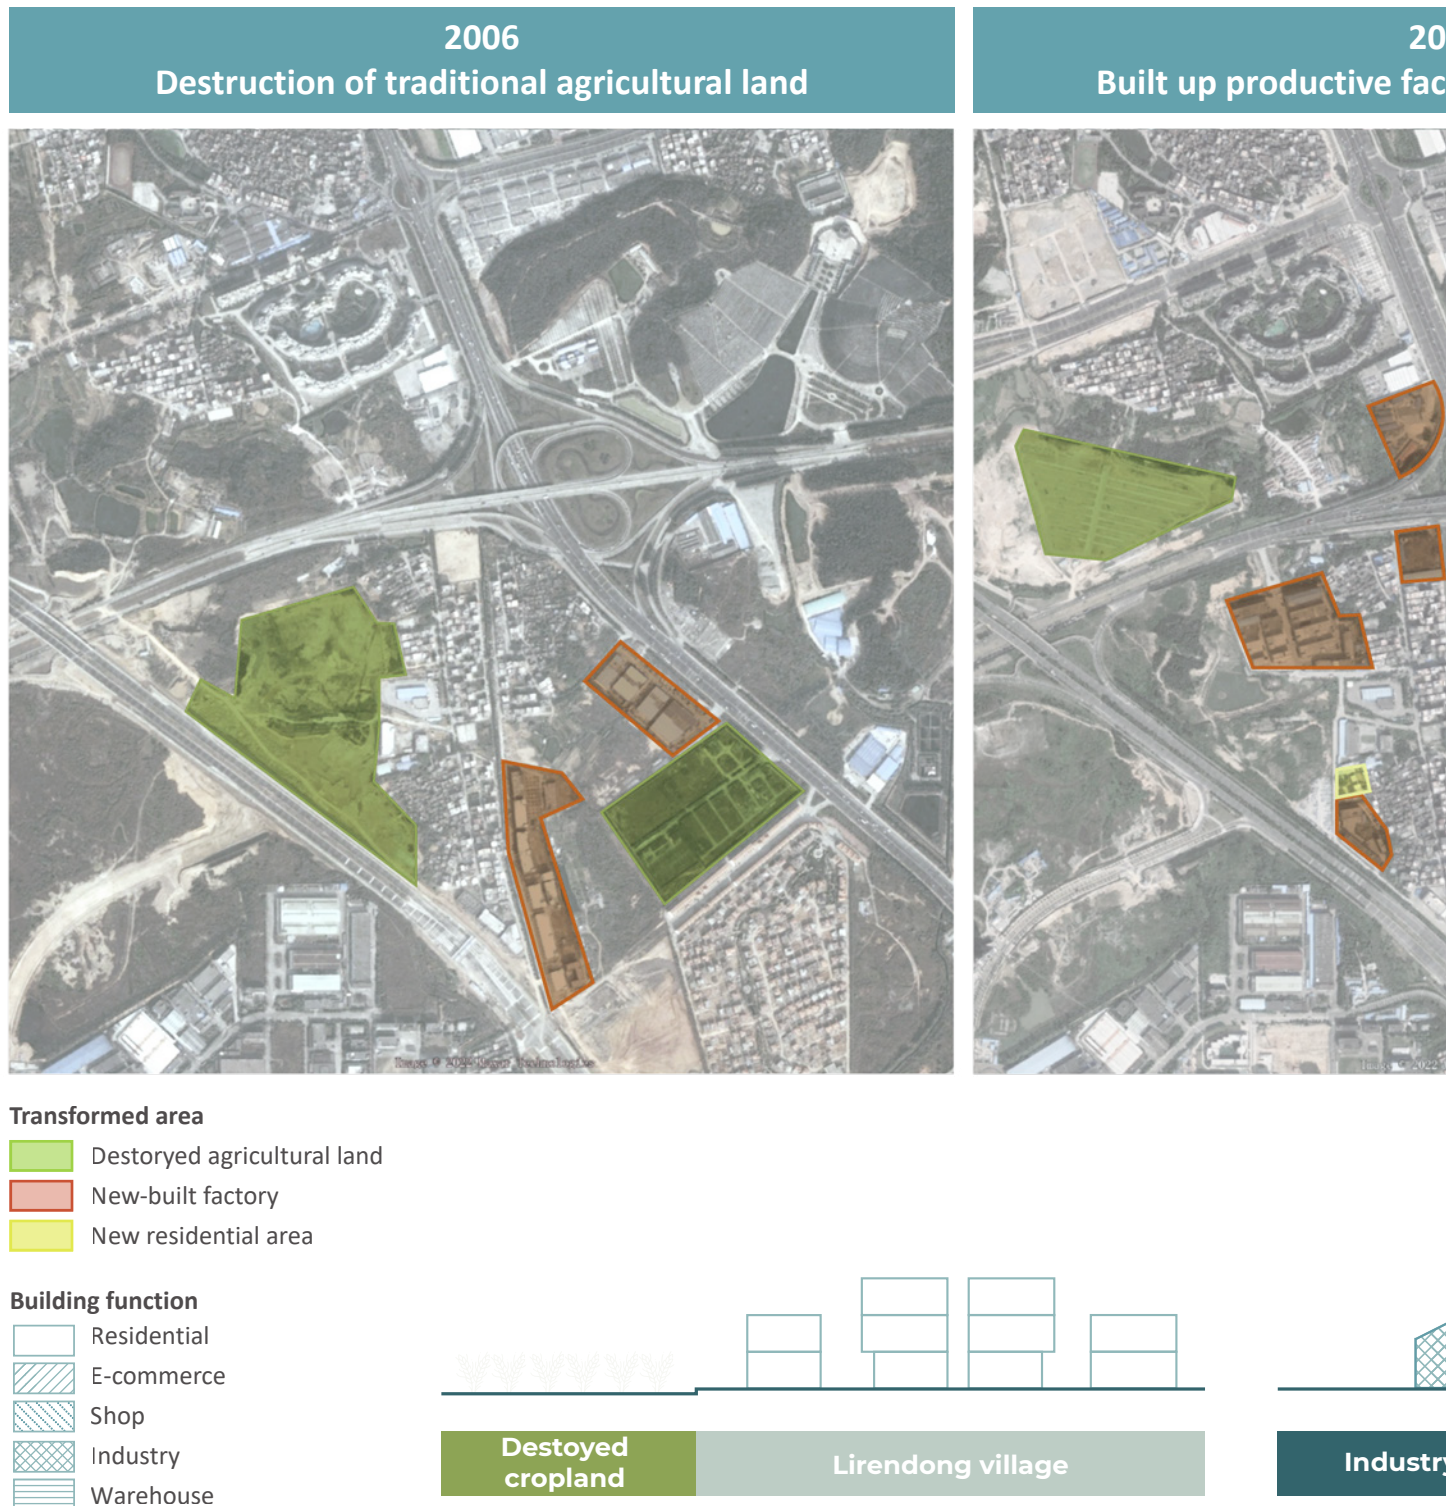 2006
Destruction of traditional agricultural land
20
Built up productive fac
Transformed area
Destoryed agricultural land
New-built factory
New residential area
Building function
Residential
E-commerce
Shop
Industry
Warehouse
Destoyed
cropland
Lirendong village
Industry